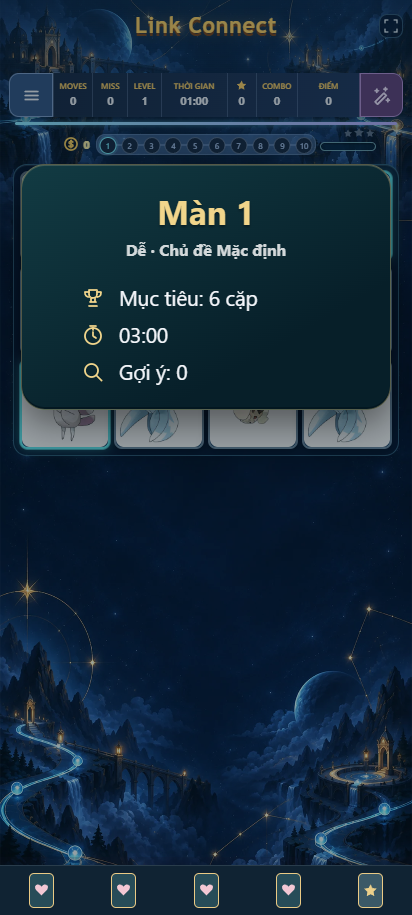 Link Connect
MOVES MISS LEVEL THỜI GIAN COMBO ĐIỂM
0 0 1 01:00 0 0 0
$ 0 1 2 3 4 5 6 7 8 9 10
Màn 1
Dễ · Chủ đề Mặc định
Mục tiêu: 6 cặp
03:00
Gợi ý: 0